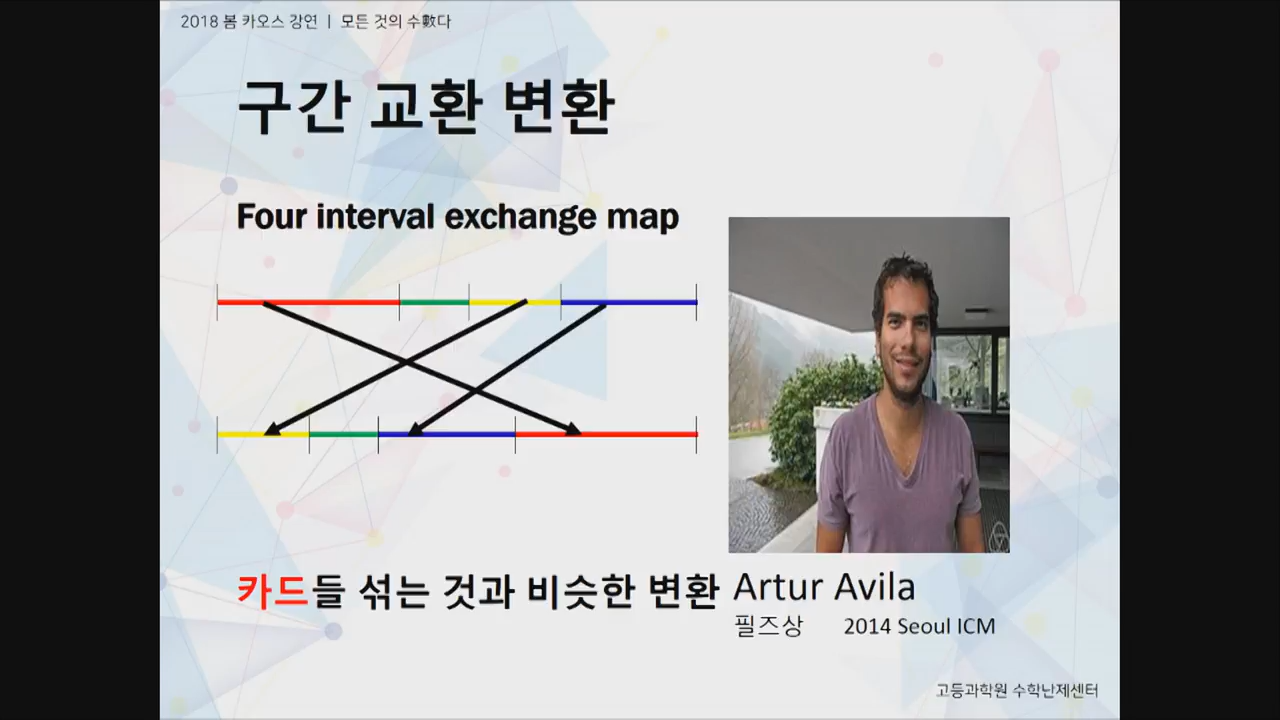 2018 봄 카오스 강연 | 모든 것의 수數다
구간 교환 변환
Four interval exchange map
카드들 섞는 것과 비슷한 변환
Artur Avila
필즈상 2014 Seoul ICM
고등과학원 수학난제센터